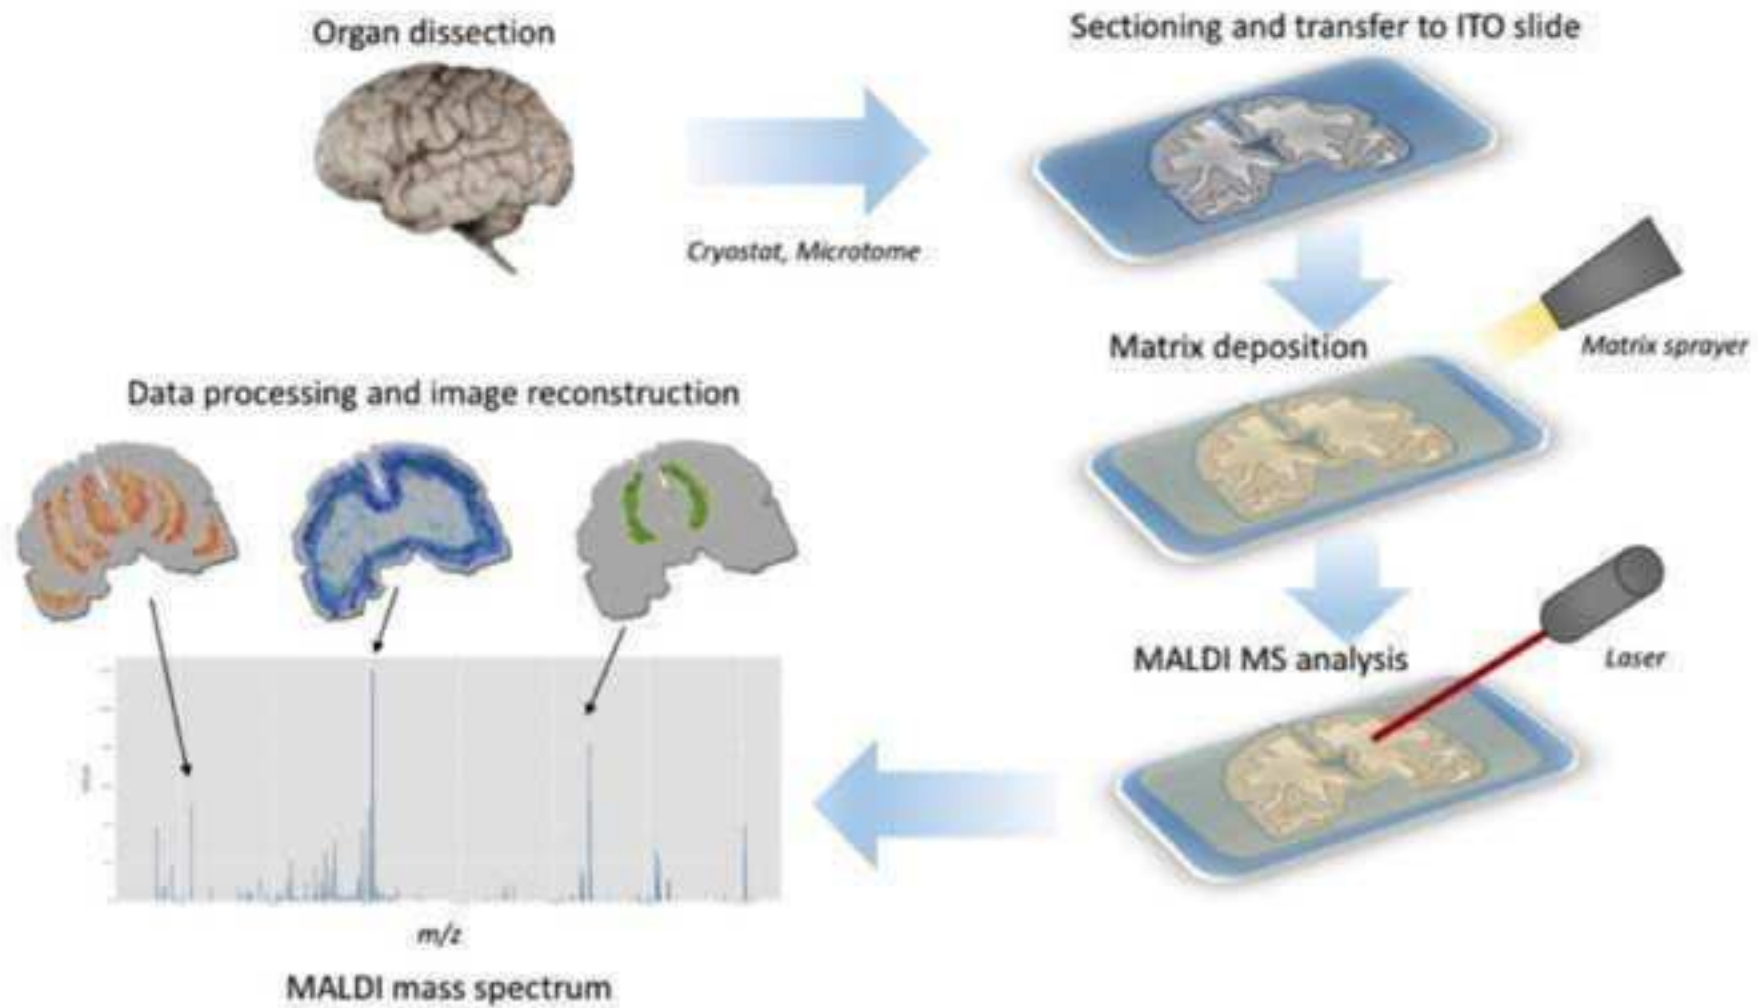 Organ dissection
Sectioning and transfer to ITO slide
Cryostat, Microtome
Matrix deposition
Matrix sprayer
Data processing and image reconstruction
MALDI MS analysis
Laser
m/z
MALDI mass spectrum